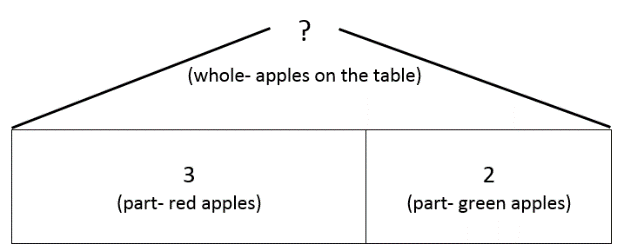 ?
(whole- apples on the table)
3
(part- red apples)
2
(part- green apples)